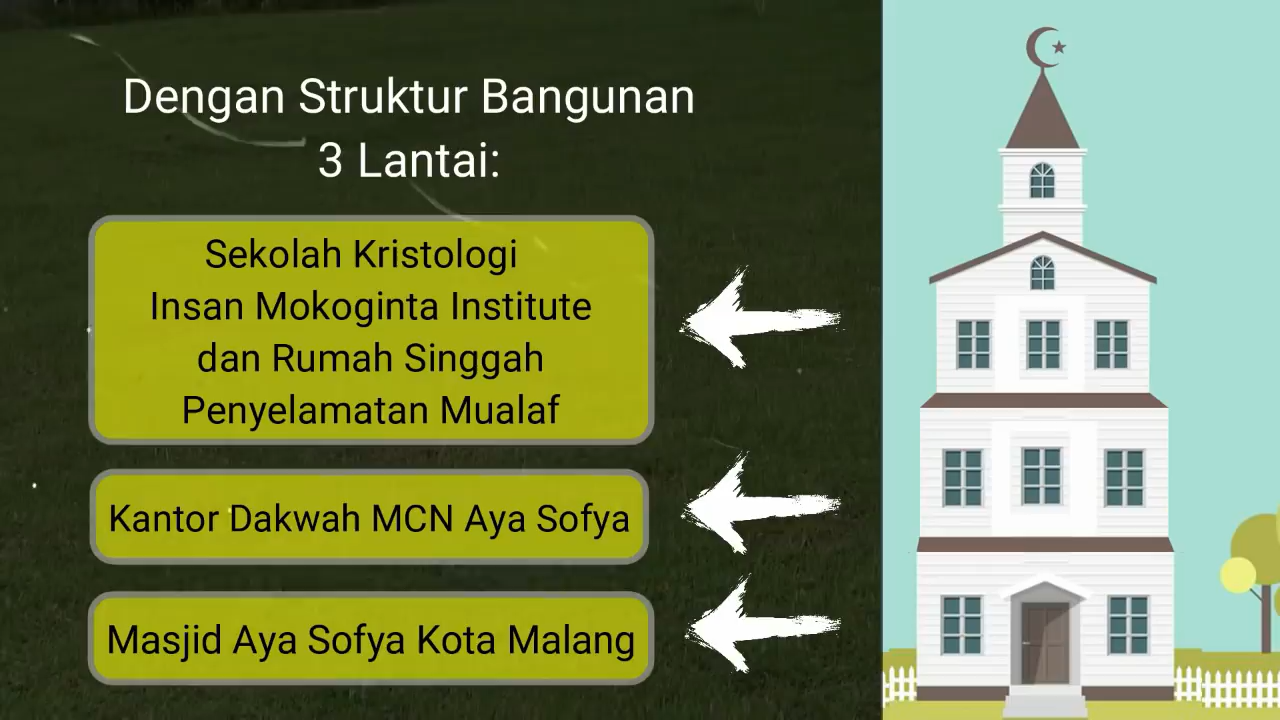 Dengan Struktur Bangunan
3 Lantai:
Sekolah Kristologi
Insan Mokoginta Institute
dan Rumah Singgah
Penyelamatan Mualaf
Kantor Dakwah MCN Aya Sofya
Masjid Aya Sofya Kota Malang